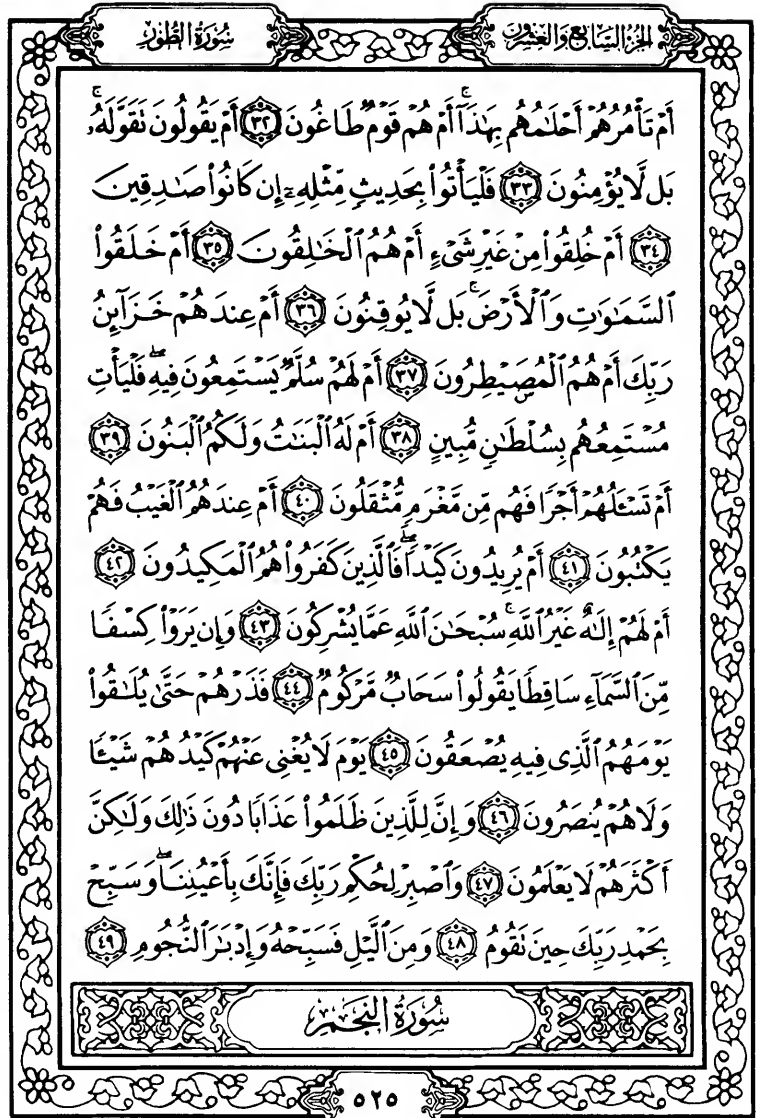 الجزء السابع والعشرون سورة الطور
أَمْ تَأْمُرُهُمْ أَحْلَـٰمُهُم بِهَـٰذَآ ۚ أَمْ هُمْ قَوْمٌ طَاغُونَ ٣٢ أَمْ يَقُولُونَ تَقَوَّلَهُۥ ۚ
بَل لَّا يُؤْمِنُونَ ٣٣ فَلْيَأْتُوا۟ بِحَدِيثٍ مِّثْلِهِۦٓ إِن كَانُوا۟ صَـٰدِقِينَ
٣٤ أَمْ خُلِقُوا۟ مِنْ غَيْرِ شَىْءٍ أَمْ هُمُ ٱلْخَـٰلِقُونَ ٣٥ أَمْ خَلَقُوا۟
ٱلسَّمَـٰوَٰتِ وَٱلْأَرْضَ ۚ بَل لَّا يُوقِنُونَ ٣٦ أَمْ عِندَهُمْ خَزَآئِنُ
رَبِّكَ أَمْ هُمُ ٱلْمُصَۣيْطِرُونَ ٣٧ أَمْ لَهُمْ سُلَّمٌ يَسْتَمِعُونَ فِيهِ ۖ فَلْيَأْتِ
مُسْتَمِعُهُم بِسُلْطَـٰنٍ مُّبِينٍ ٣٨ أَمْ لَهُ ٱلْبَنَـٰتُ وَلَكُمُ ٱلْبَنُونَ ٣٩
أَمْ تَسْـَٔلُهُمْ أَجْرًا فَهُم مِّن مَّغْرَمٍ مُّثْقَلُونَ ٤٠ أَمْ عِندَهُمُ ٱلْغَيْبُ فَهُمْ
يَكْتُبُونَ ٤١ أَمْ يُرِيدُونَ كَيْدًا ۖ فَٱلَّذِينَ كَفَرُوا۟ هُمُ ٱلْمَكِيدُونَ ٤٢
أَمْ لَهُمْ إِلَـٰهٌ غَيْرُ ٱللَّهِ ۚ سُبْحَـٰنَ ٱللَّهِ عَمَّا يُشْرِكُونَ ٤٣ وَإِن يَرَوْا۟ كِسْفًا
مِّنَ ٱلسَّمَآءِ سَاقِطًا يَقُولُوا۟ سَحَابٌ مَّرْكُومٌ ٤٤ فَذَرْهُمْ حَتَّىٰ يُلَـٰقُوا۟
يَوْمَهُمُ ٱلَّذِى فِيهِ يُصْعَقُونَ ٤٥ يَوْمَ لَا يُغْنِى عَنْهُمْ كَيْدُهُمْ شَيْـًٔا
وَلَا هُمْ يُنصَرُونَ ٤٦ وَإِنَّ لِلَّذِينَ ظَلَمُوا۟ عَذَابًا دُونَ ذَٰلِكَ وَلَـٰكِنَّ
أَكْثَرَهُمْ لَا يَعْلَمُونَ ٤٧ وَٱصْبِرْ لِحُكْمِ رَبِّكَ فَإِنَّكَ بِأَعْيُنِنَا ۖ وَسَبِّحْ
بِحَمْدِ رَبِّكَ حِينَ تَقُومُ ٤٨ وَمِنَ ٱلَّيْلِ فَسَبِّحْهُ وَإِدْبَـٰرَ ٱلنُّجُومِ ٤٩
سورة النجم
٥٢٥